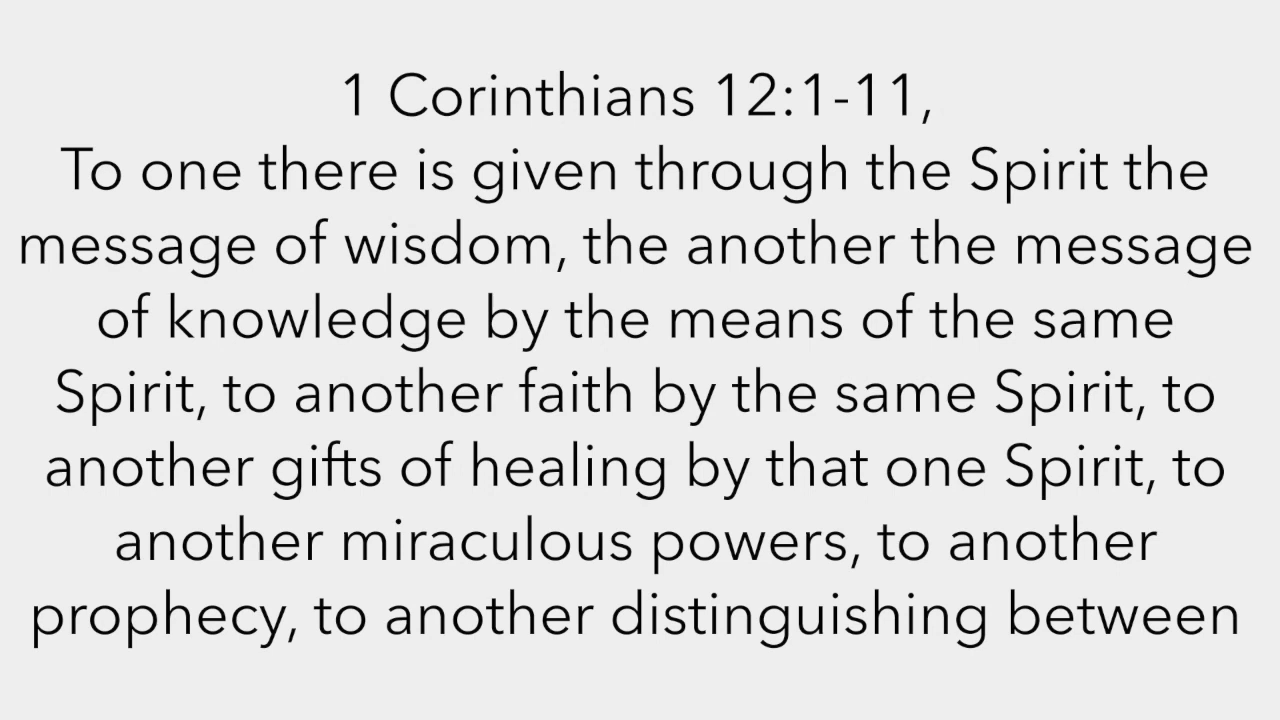 1 Corinthians 12:1-11,
To one there is given through the Spirit the
message of wisdom, the another the message
of knowledge by the means of the same
Spirit, to another faith by the same Spirit, to
another gifts of healing by that one Spirit, to
another miraculous powers, to another
prophecy, to another distinguishing between